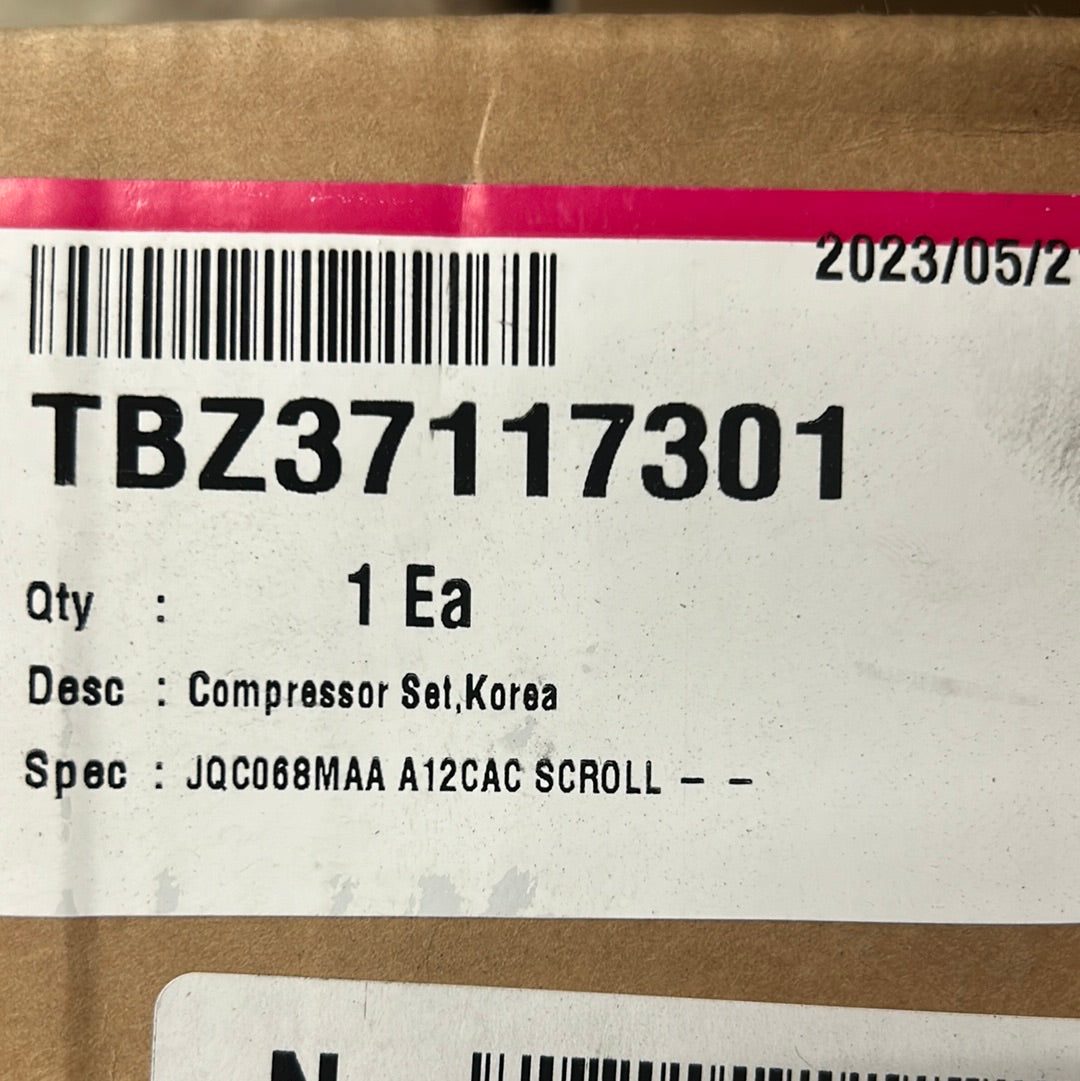 2023/05/2
TBZ37117301
Qty : 1 Ea
Desc : Compressor Set,Korea
Spec : JQC068MAA A12CAC SCROLL - -
N